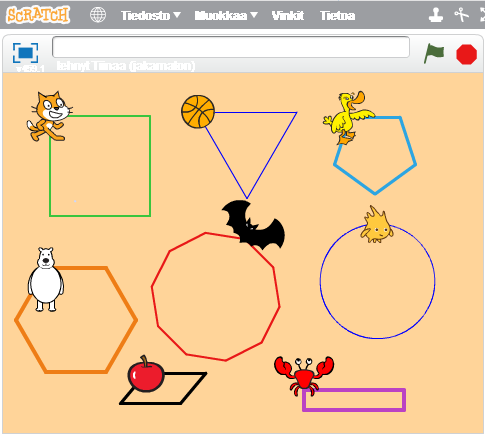 SCRATCH Tiedosto Muokkaa Vinkit Tietoa
tehnyt Tiinaa (jakamaton)